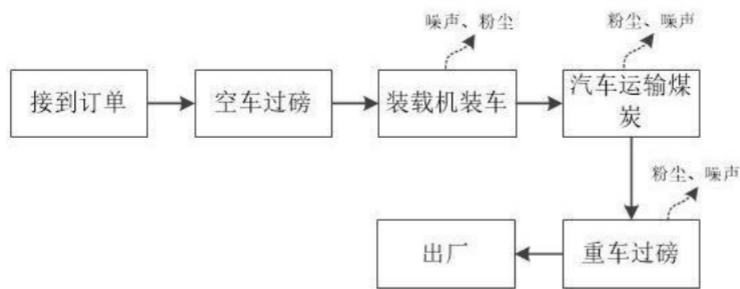 噪声、粉尘
粉尘、噪声
接到订单
空车过磅
装载机装车
汽车运输煤
炭
粉尘、噪声
出厂
重车过磅